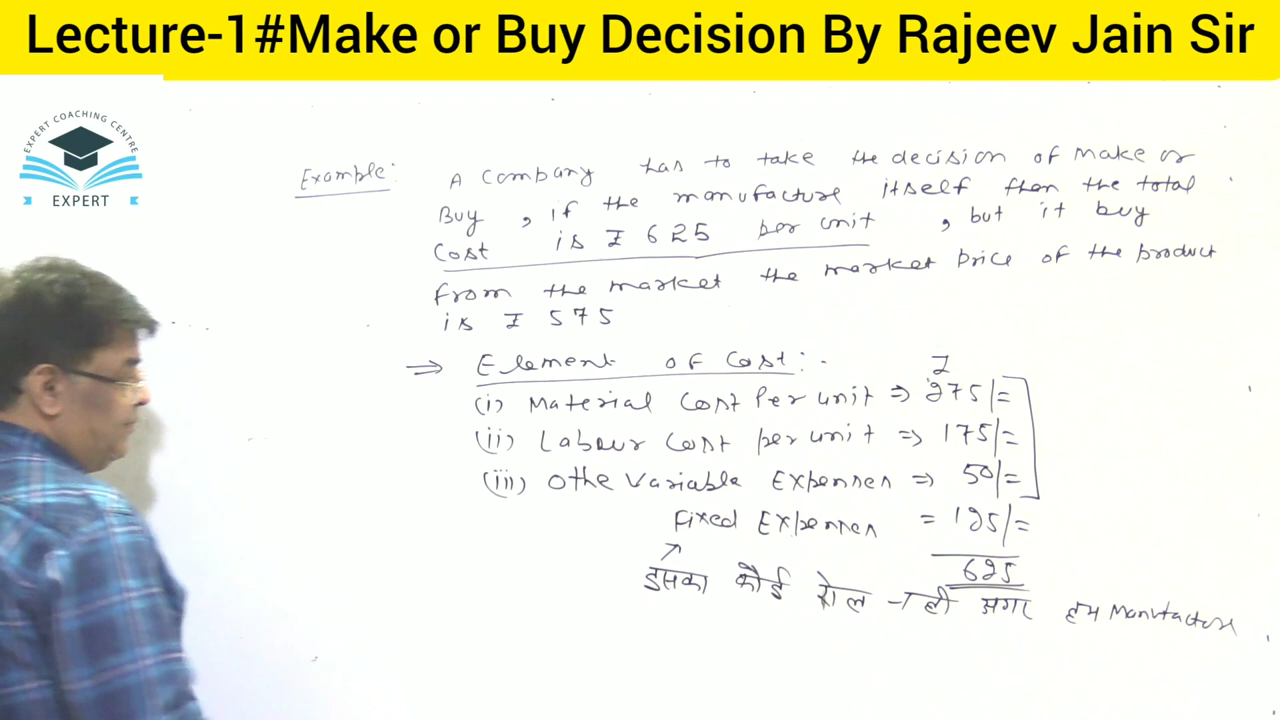 Lecture-1#Make or Buy Decision By Rajeev Jain Sir
EXPERT COACHING CENTRE
EXPERT
Example:
A Company has to take the decision of make or
Buy , if the manufacture itself then the total
Cost is ₹ 625 per unit , but it buy
from the market the market price of the product
is ₹ 575
⇒ Element of Cost :-
₹
(i) Material Cost Per unit ⇒ 275/=
(ii) Labour Cost per unit ⇒ 175/=
(iii) Othe Variable Expenses ⇒ 50/=
Fixed Expenses = 125/=
625
इसका कोई रोल नही अगर हम Manufacture